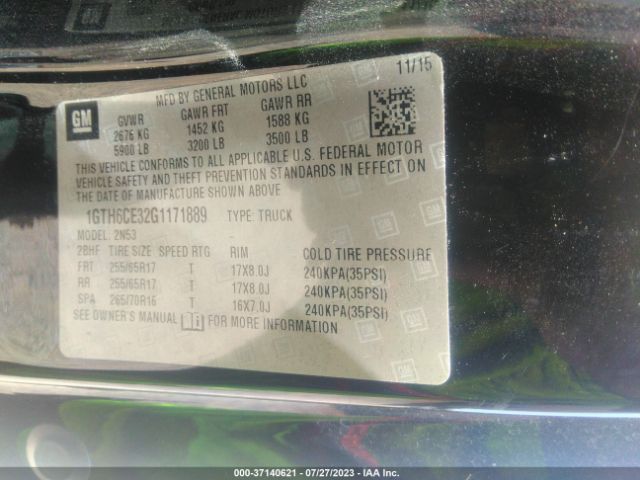 GM
MFD BY GENERAL MOTORS LLC
11/15
GVWR GAWR FRT GAWR RR
2676 KG 1452 KG 1588 KG
5900 LB 3200 LB 3500 LB
THIS VEHICLE CONFORMS TO ALL APPLICABLE U.S. FEDERAL MOTOR
VEHICLE SAFETY AND THEFT PREVENTION STANDARDS IN EFFECT ON
THE DATE OF MANUFACTURE SHOWN ABOVE
1GTH6CE32G1171889 TYPE: TRUCK
MODEL: 2N53 -
28HF TIRE SIZE SPEED RTG RIM COLD TIRE PRESSURE
FRT 255/65R17 T 17X8.0J 240KPA(35PSI)
RR 255/65R17 T 17X8.0J 240KPA(35PSI)
SPA 265/70R16 T 16X7.0J 240KPA(35PSI)
SEE OWNER'S MANUAL FOR MORE INFORMATION
000-37140621 - 07/27/2023 - IAAI.COM